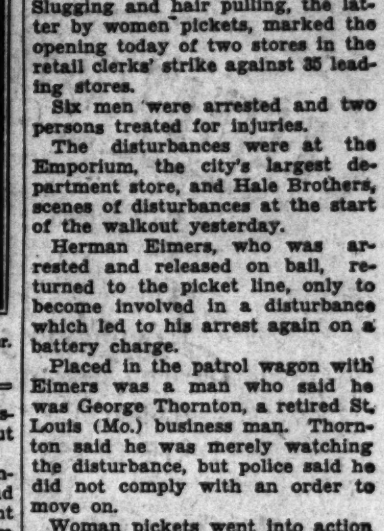 Slugging and hair pulling, the lat-
ter by women pickets, marked the
opening today of two stores in the
retail clerks' strike against 35 lead-
ing stores.
Six men were arrested and two
persons treated for injuries.
The disturbances were at the
Emporium, the city's largest de-
partment store, and Hale Brothers,
scenes of disturbances at the start
of the walkout yesterday.
Herman Eimers, who was ar-
rested and released on bail, re-
turned to the picket line, only to
become involved in a disturbance
which led to his arrest again on a
battery charge.
Placed in the patrol wagon with
Eimers was a man who said he
was George Thornton, a retired St.
Louis (Mo.) business man. Thorn-
ton said he was merely watching
the disturbance, but police said he
did not comply with an order to
move on.
Woman pickets went into action